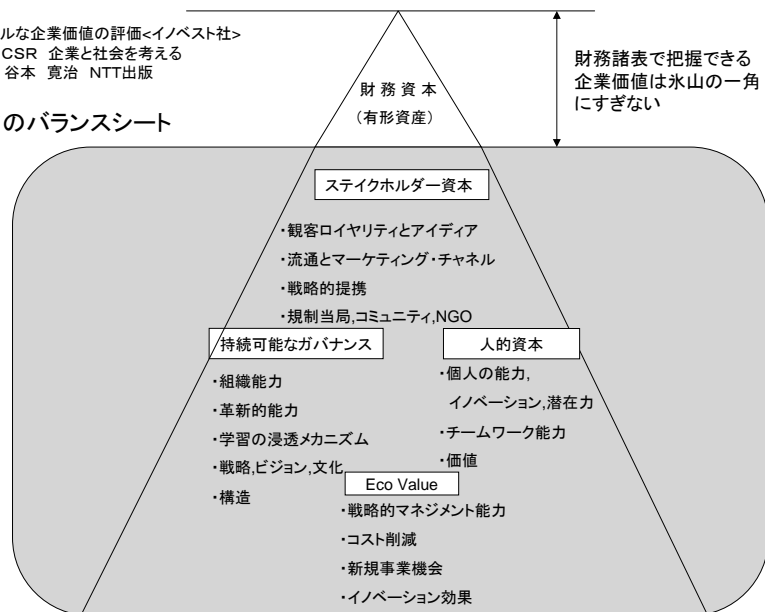 ルな企業価値の評価<イノベスト社>
CSR 企業と社会を考える
谷本 寛治 NTT出版
のバランスシート
財務資本
(有形資産)
財務諸表で把握できる
企業価値は氷山の一角
にすぎない
ステイクホルダー資本
・観客ロイヤリティとアイディア
・流通とマーケティング・チャネル
・戦略的提携
・規制当局,コミュニティ,NGO
持続可能なガバナンス
・組織能力
・革新的能力
・学習の浸透メカニズム
・戦略,ビジョン,文化
・構造
人的資本
・個人の能力,
イノベーション,潜在力
・チームワーク能力
・価値
Eco Value
・戦略的マネジメント能力
・コスト削減
・新規事業機会
・イノベーション効果